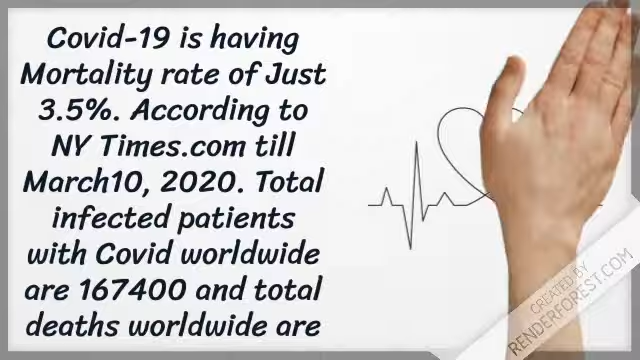 Covid-19 is having
Mortality rate of Just
3.5%. According to
NY Times.com till
March10, 2020. Total
infected patients
with Covid worldwide
are 167400 and total
deaths worldwide are
CREATED BY
RENDERFOREST.COM